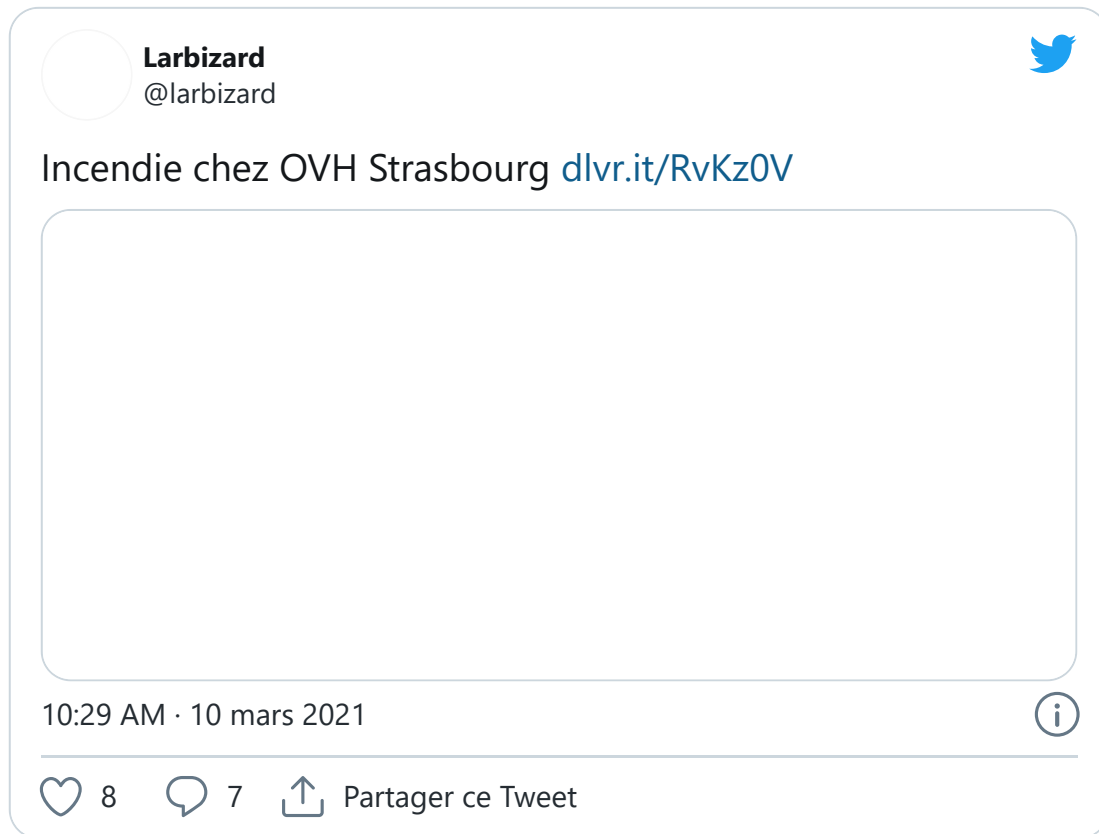 Larbizard
@larbizard
Incendie chez OVH Strasbourg dlvr.it/RvKz0V
10:29 AM · 10 mars 2021
8 7 Partager ce Tweet